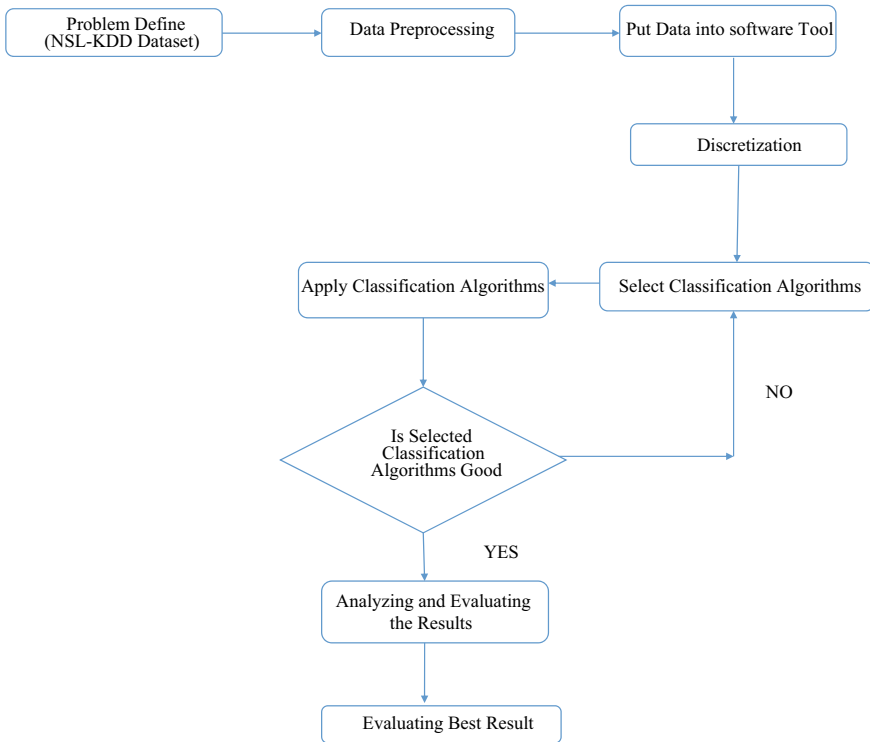 Problem Define
(NSL-KDD Dataset)
Data Preprocessing
Put Data into software Tool
Discretization
Select Classification Algorithms
Apply Classification Algorithms
NO
Is Selected
Classification
Algorithms Good
YES
Analyzing and Evaluating
the Results
Evaluating Best Result